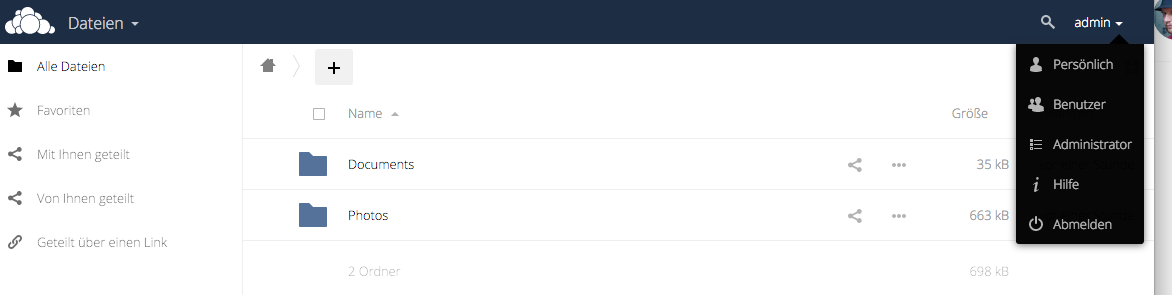 Dateien
admin
Alle Dateien
Favoriten
Mit Ihnen geteilt
Von Ihnen geteilt
Geteilt über einen Link
Name Größe
Documents 35 kB
Photos 663 kB
2 Ordner 698 kB
Persönlich
Benutzer
Administrator
Hilfe
Abmelden